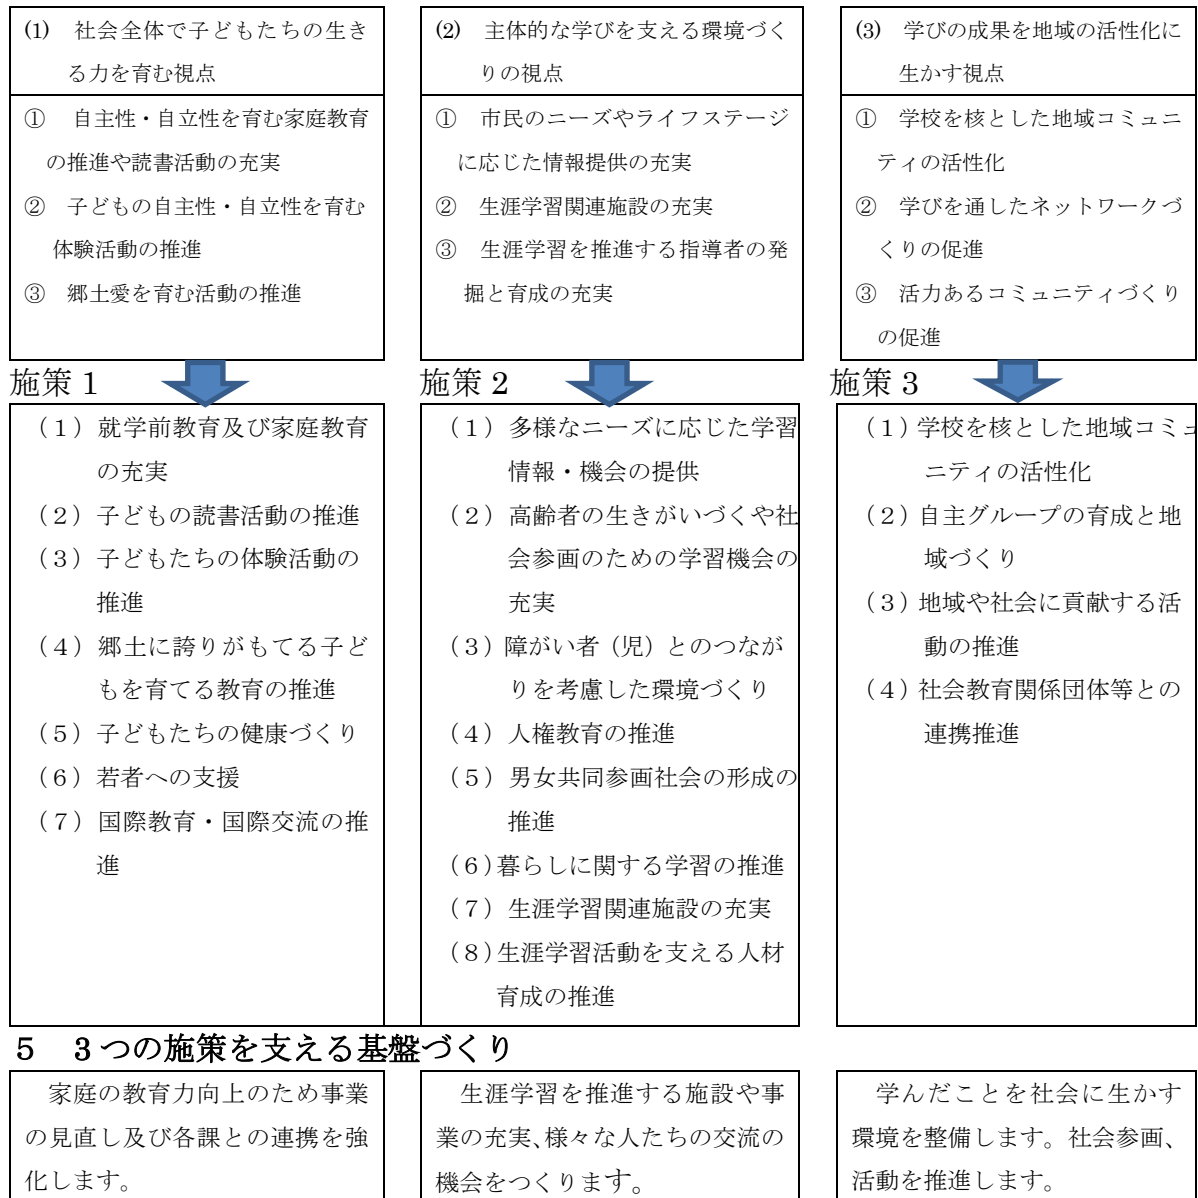 (1) 社会全体で子どもたちの生き
る力を育む視点
① 自主性・自立性を育む家庭教育
の推進や読書活動の充実
② 子どもの自主性・自立性を育む
体験活動の推進
③ 郷土愛を育む活動の推進
(2) 主体的な学びを支える環境づく
りの視点
① 市民のニーズやライフステージ
に応じた情報提供の充実
② 生涯学習関連施設の充実
③ 生涯学習を推進する指導者の発
掘と育成の充実
(3) 学びの成果を地域の活性化に
生かす視点
① 学校を核とした地域コミュニ
ティの活性化
② 学びを通したネットワークづ
くりの促進
③ 活力あるコミュニティづくり
の促進
施策 1
(1) 就学前教育及び家庭教育
の充実
(2) 子どもの読書活動の推進
(3) 子どもたちの体験活動の
推進
(4) 郷土に誇りがもてる子ど
もを育てる教育の推進
(5) 子どもたちの健康づくり
(6) 若者への支援
(7) 国際教育・国際交流の推
進
施策 2
(1) 多様なニーズに応じた学習
情報・機会の提供
(2) 高齢者の生きがいづくや社
会参画のための学習機会の
充実
(3) 障がい者（児）とのつなが
りを考慮した環境づくり
(4) 人権教育の推進
(5) 男女共同参画社会の形成の
推進
(6) 暮らしに関する学習の推進
(7) 生涯学習関連施設の充実
(8) 生涯学習活動を支える人材
育成の推進
施策 3
(1) 学校を核とした地域コミュ
ニティの活性化
(2) 自主グループの育成と地
域づくり
(3) 地域や社会に貢献する活
動の推進
(4) 社会教育関係団体等との
連携推進
５ 3つの施策を支える基盤づくり
家庭の教育力向上のため事業
の見直し及び各課との連携を強
化します。
生涯学習を推進する施設や事
業の充実、様々な人たちの交流の
機会をつくります。
学んだことを社会に生かす
環境を整備します。社会参画、
活動を推進します。